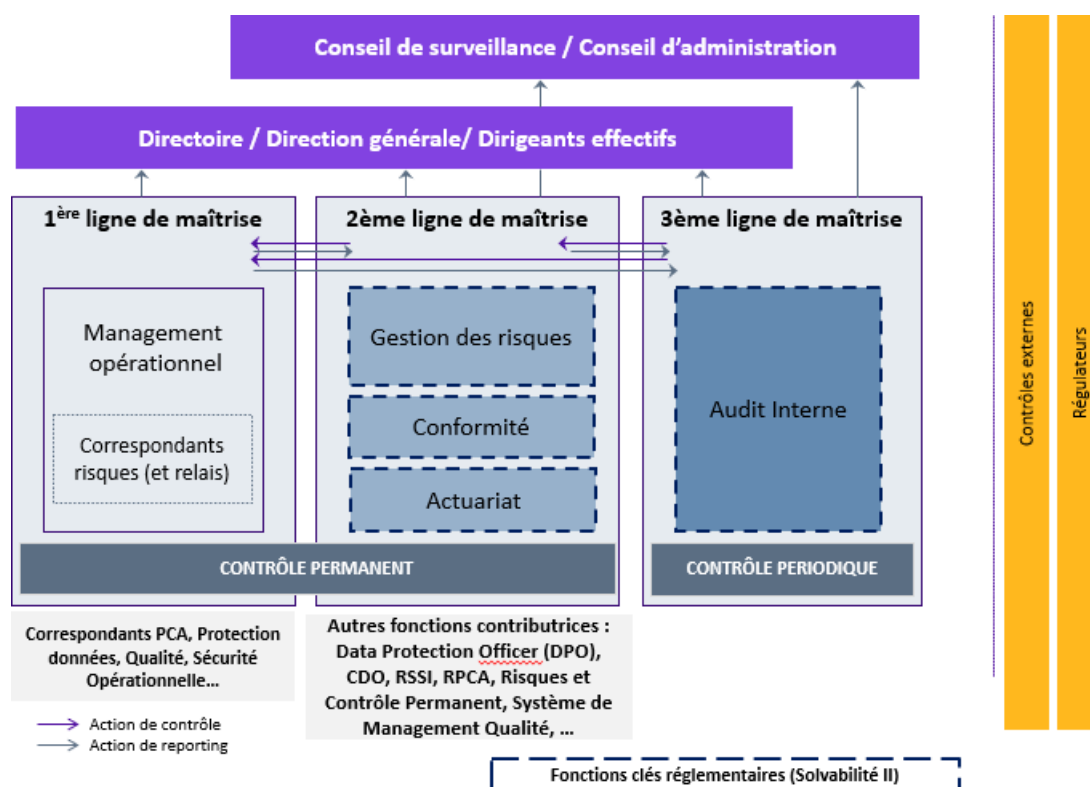 Conseil de surveillance / Conseil d’administration
Directoire / Direction générale/ Dirigeants effectifs
1ère ligne de maîtrise
2ème ligne de maîtrise
3ème ligne de maîtrise
Management
opérationnel
Correspondants
risques (et relais)
Gestion des risques
Conformité
Actuariat
Audit Interne
CONTRÔLE PERMANENT
CONTRÔLE PERIODIQUE
Correspondants PCA, Protection
données, Qualité, Sécurité
Opérationnelle…
Autres fonctions contributrices :
Data Protection Officer (DPO),
CDO, RSSI, RPCA, Risques et
Contrôle Permanent, Système de
Management Qualité, …
Action de contrôle
Action de reporting
Fonctions clés réglementaires (Solvabilité II)
Contrôles externes
Régulateurs